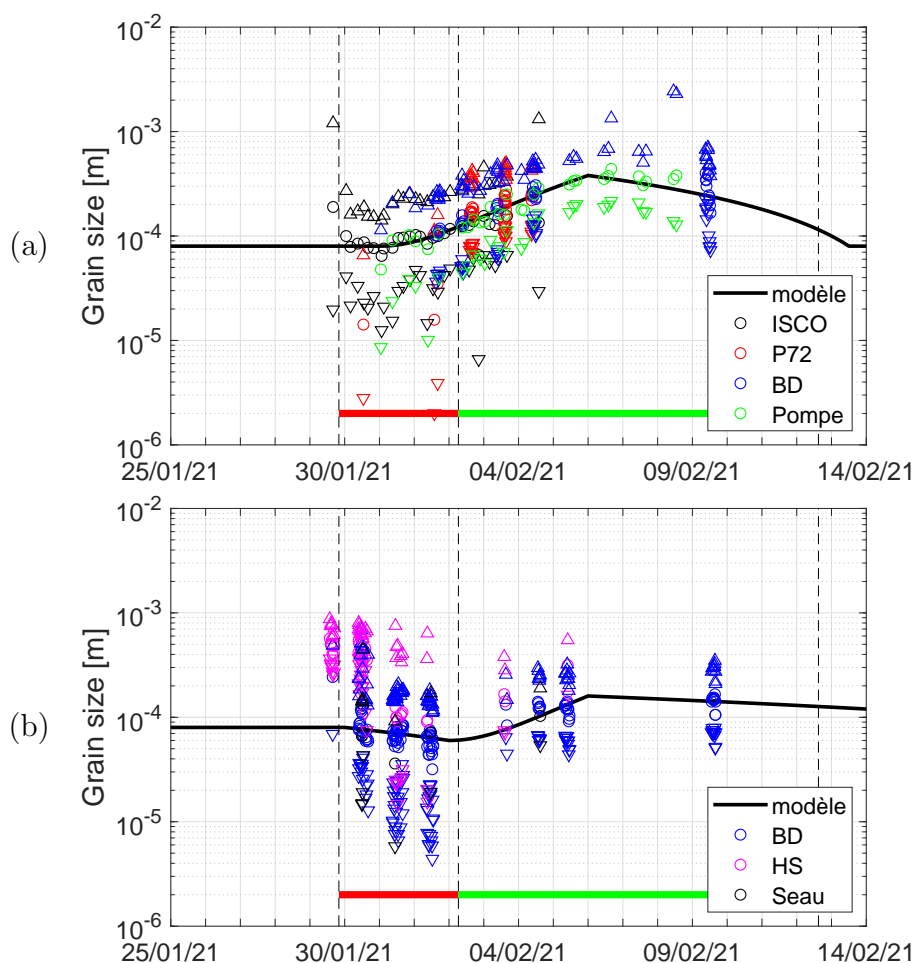 10^-2
10^-3
10^-4
10^-5
10^-6
Grain size [m]
(a)
modèle
ISCO
P72
BD
Pompe
25/01/21 30/01/21 04/02/21 09/02/21 14/02/21
10^-2
10^-3
10^-4
10^-5
10^-6
Grain size [m]
(b)
modèle
BD
HS
Seau
25/01/21 30/01/21 04/02/21 09/02/21 14/02/21